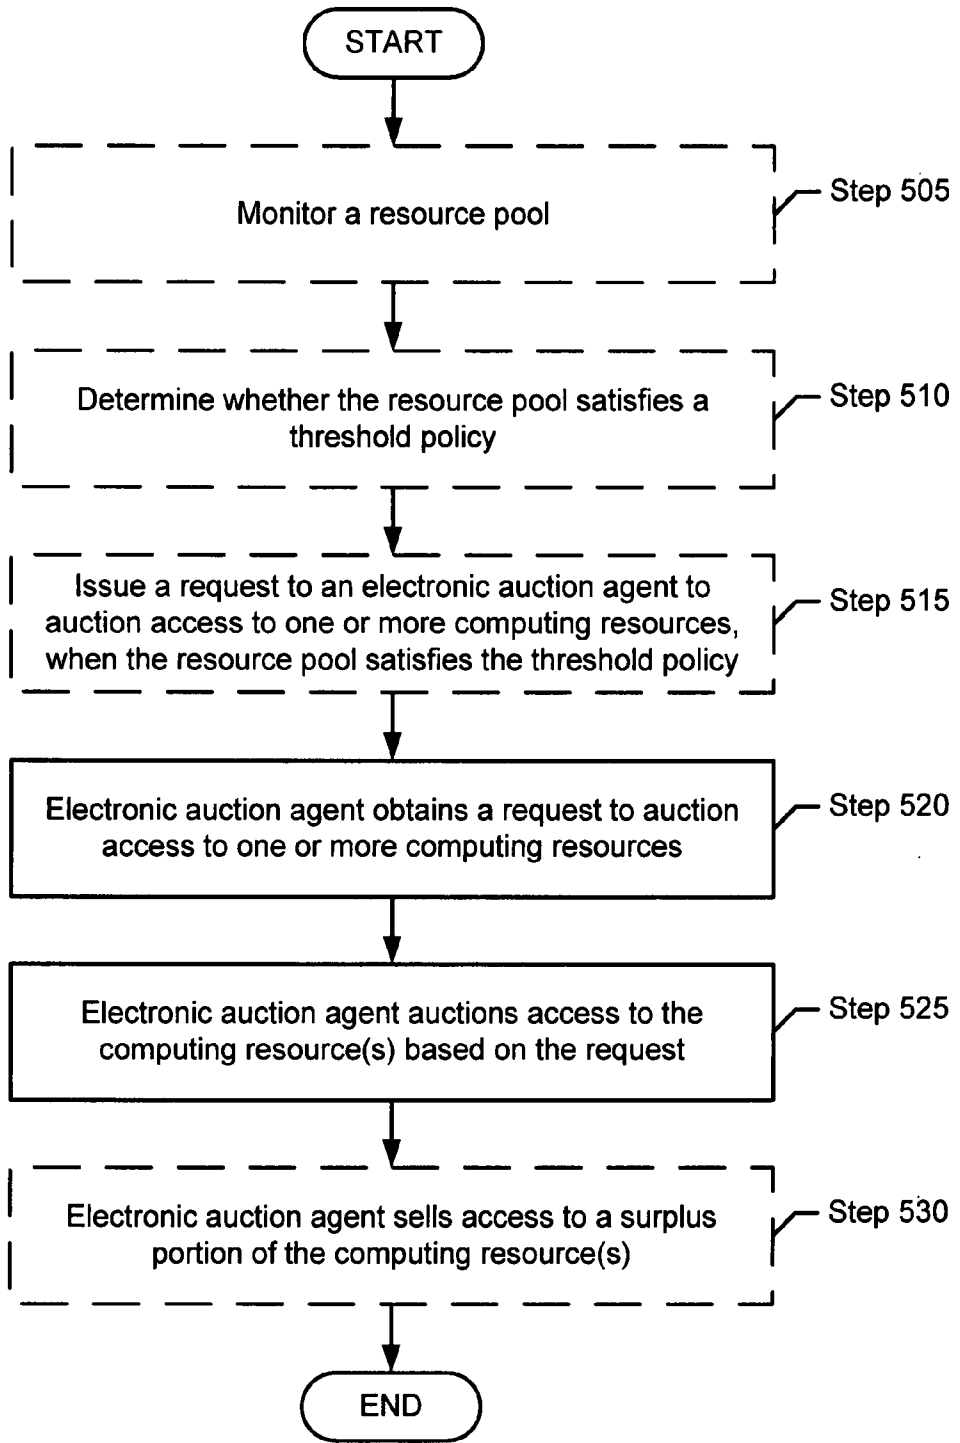 START
Monitor a resource pool
Step 505
Determine whether the resource pool satisfies a
threshold policy
Step 510
Issue a request to an electronic auction agent to
auction access to one or more computing resources,
when the resource pool satisfies the threshold policy
Step 515
Electronic auction agent obtains a request to auction
access to one or more computing resources
Step 520
Electronic auction agent auctions access to the
computing resource(s) based on the request
Step 525
Electronic auction agent sells access to a surplus
portion of the computing resource(s)
Step 530
END